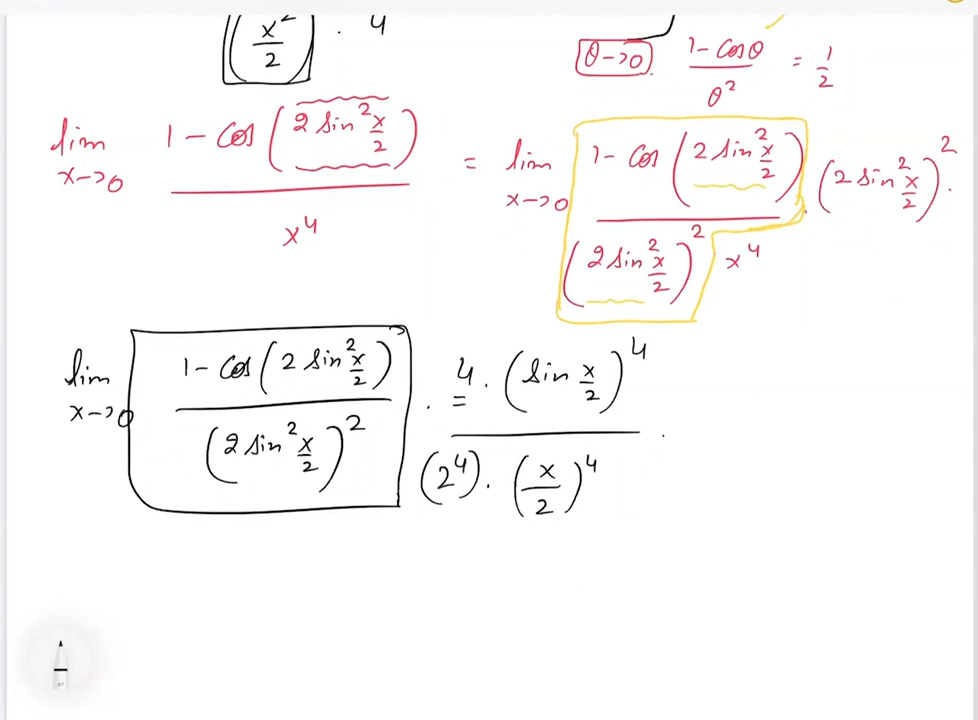 (x²/2) . 4
θ->0 (1 - cosθ)/θ² = 1/2
lim x->0 (1 - cos(2 sin² x/2))/x⁴ = lim x->0 (1 - cos(2 sin² x/2))/((2 sin² x/2)² x⁴) . (2 sin² x/2)² .
lim x->0 (1 - cos(2 sin² x/2))/(2 sin² x/2)² . (4 . (sin x/2)⁴)/((2⁴) . (x/2)⁴) .